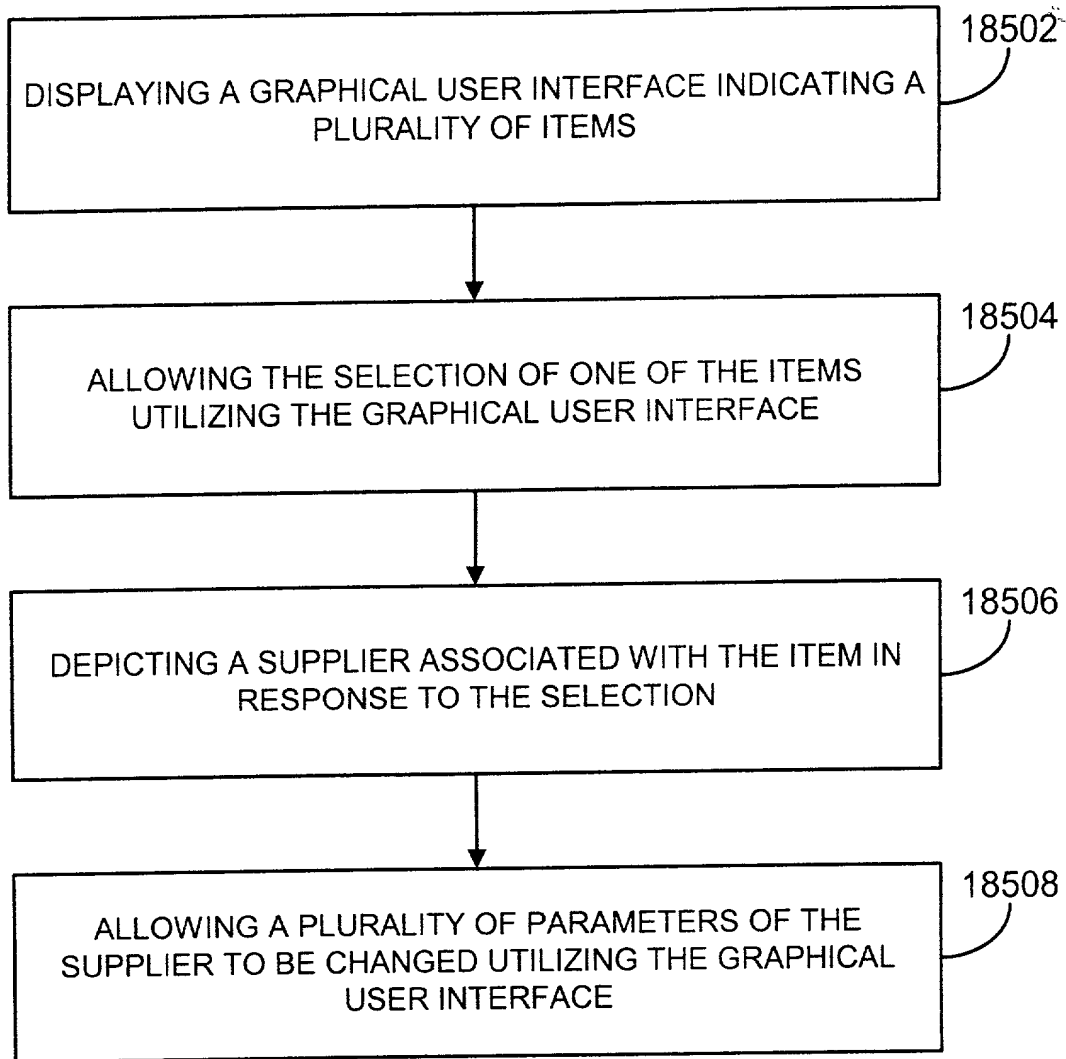 18502
DISPLAYING A GRAPHICAL USER INTERFACE INDICATING A
PLURALITY OF ITEMS
18504
ALLOWING THE SELECTION OF ONE OF THE ITEMS
UTILIZING THE GRAPHICAL USER INTERFACE
18506
DEPICTING A SUPPLIER ASSOCIATED WITH THE ITEM IN
RESPONSE TO THE SELECTION
18508
ALLOWING A PLURALITY OF PARAMETERS OF THE
SUPPLIER TO BE CHANGED UTILIZING THE GRAPHICAL
USER INTERFACE